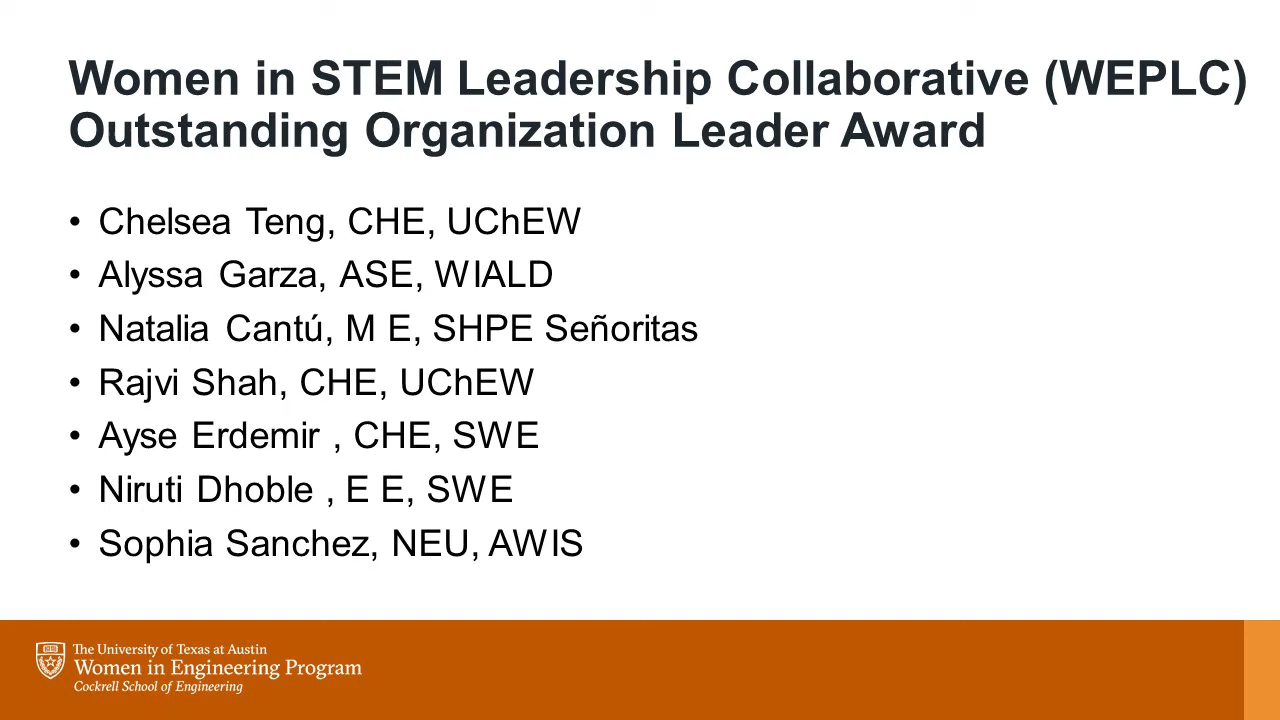 Women in STEM Leadership Collaborative (WEPLC)
Outstanding Organization Leader Award
• Chelsea Teng, CHE, UChEW
• Alyssa Garza, ASE, WIALD
• Natalia Cantú, M E, SHPE Señoritas
• Rajvi Shah, CHE, UChEW
• Ayse Erdemir , CHE, SWE
• Niruti Dhoble , E E, SWE
• Sophia Sanchez, NEU, AWIS
The University of Texas at Austin
Women in Engineering Program
Cockrell School of Engineering